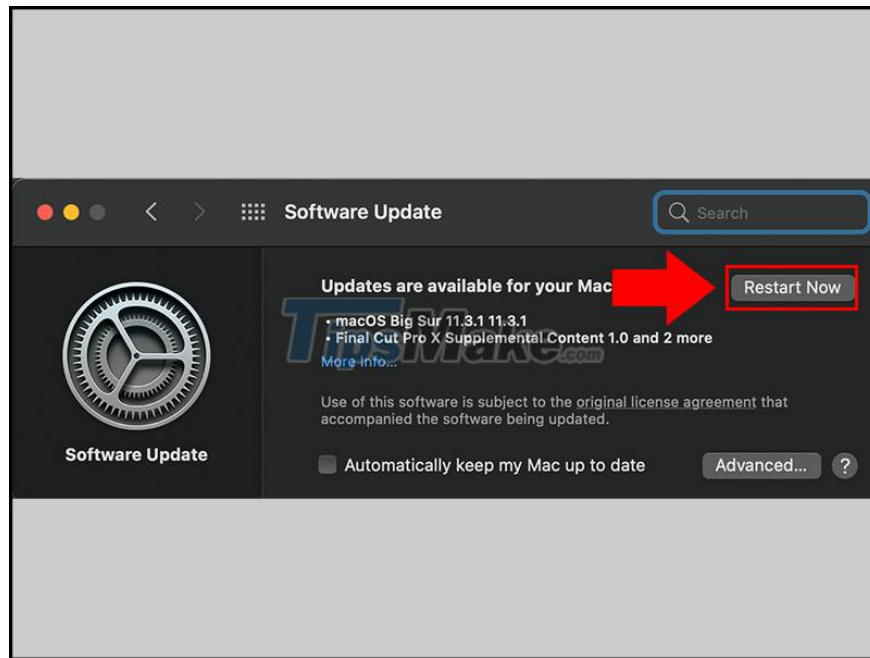 Software Update
Search
Updates are available for your Mac
Restart Now
• macOS Big Sur 11.3.1 11.3.1
• Final Cut Pro X Supplemental Content 1.0 and 2 more
TipsMake.com
More info...
Use of this software is subject to the original license agreement that
accompanied the software being updated.
Software Update
Automatically keep my Mac up to date
Advanced...
?